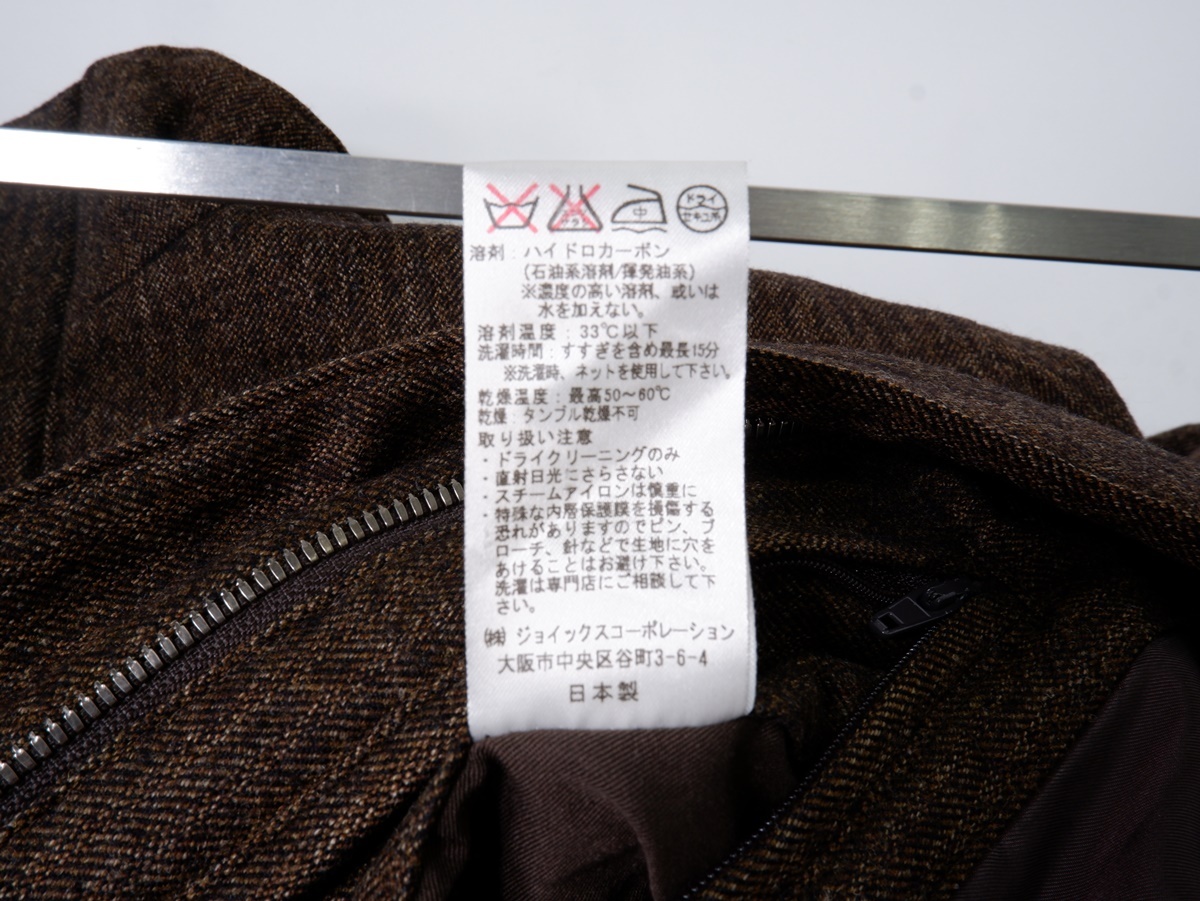 中 ドライ
セキユ系
溶剤 : ハイドロカーボン
(石油系溶剤/揮発油系)
※濃度の高い溶剤、或いは
水を加えない。
溶剤温度 : 33℃以下
洗濯時間 : すすぎを含め最長15分
※洗濯時、ネットを使用して下さい。
乾燥温度 : 最高50〜60℃
乾燥 : タンブル乾燥不可
取り扱い注意
・ドライクリーニングのみ
・直射日光にさらさない
・スチームアイロンは慎重に
・特殊な内層保護膜を損傷する
恐れがありますのでピン、ブ
ローチ、針などで生地に穴を
あけることはお避け下さい。
洗濯は専門店にご相談して下
さい。
㈱ ジョイックスコーポレーション
大阪市中央区谷町3-6-4
日本製